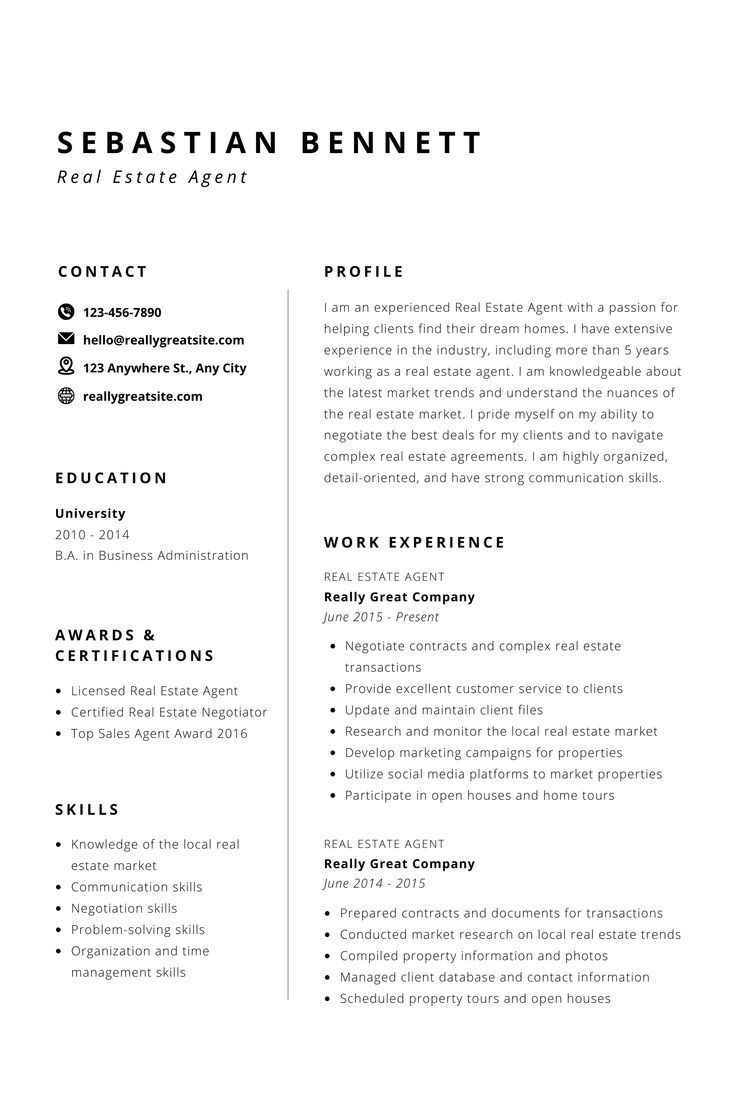 SEBASTIAN BENNETT
Real Estate Agent
CONTACT
123-456-7890
hello@reallygreatsite.com
123 Anywhere St., Any City
reallygreatsite.com
EDUCATION
University
2010 - 2014
B.A. in Business Administration
AWARDS &
CERTIFICATIONS
• Licensed Real Estate Agent
• Certified Real Estate Negotiator
• Top Sales Agent Award 2016
SKILLS
• Knowledge of the local real
estate market
• Communication skills
• Negotiation skills
• Problem-solving skills
• Organization and time
management skills
PROFILE
I am an experienced Real Estate Agent with a passion for
helping clients find their dream homes. I have extensive
experience in the industry, including more than 5 years
working as a real estate agent. I am knowledgeable about
the latest market trends and understand the nuances of
the real estate market. I pride myself on my ability to
negotiate the best deals for my clients and to navigate
complex real estate agreements. I am highly organized,
detail-oriented, and have strong communication skills.
WORK EXPERIENCE
REAL ESTATE AGENT
Really Great Company
June 2015 - Present
• Negotiate contracts and complex real estate
transactions
• Provide excellent customer service to clients
• Update and maintain client files
• Research and monitor the local real estate market
• Develop marketing campaigns for properties
• Utilize social media platforms to market properties
• Participate in open houses and home tours
REAL ESTATE AGENT
Really Great Company
June 2014 - 2015
• Prepared contracts and documents for transactions
• Conducted market research on local real estate trends
• Compiled property information and photos
• Managed client database and contact information
• Scheduled property tours and open houses